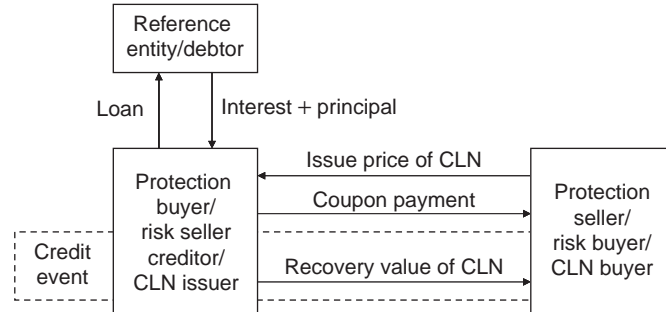 Reference
entity/debtor
Loan
Interest + principal
Issue price of CLN
Protection
buyer/
risk seller
creditor/
CLN issuer
Coupon payment
Protection
seller/
risk buyer/
CLN buyer
Credit
event
Recovery value of CLN